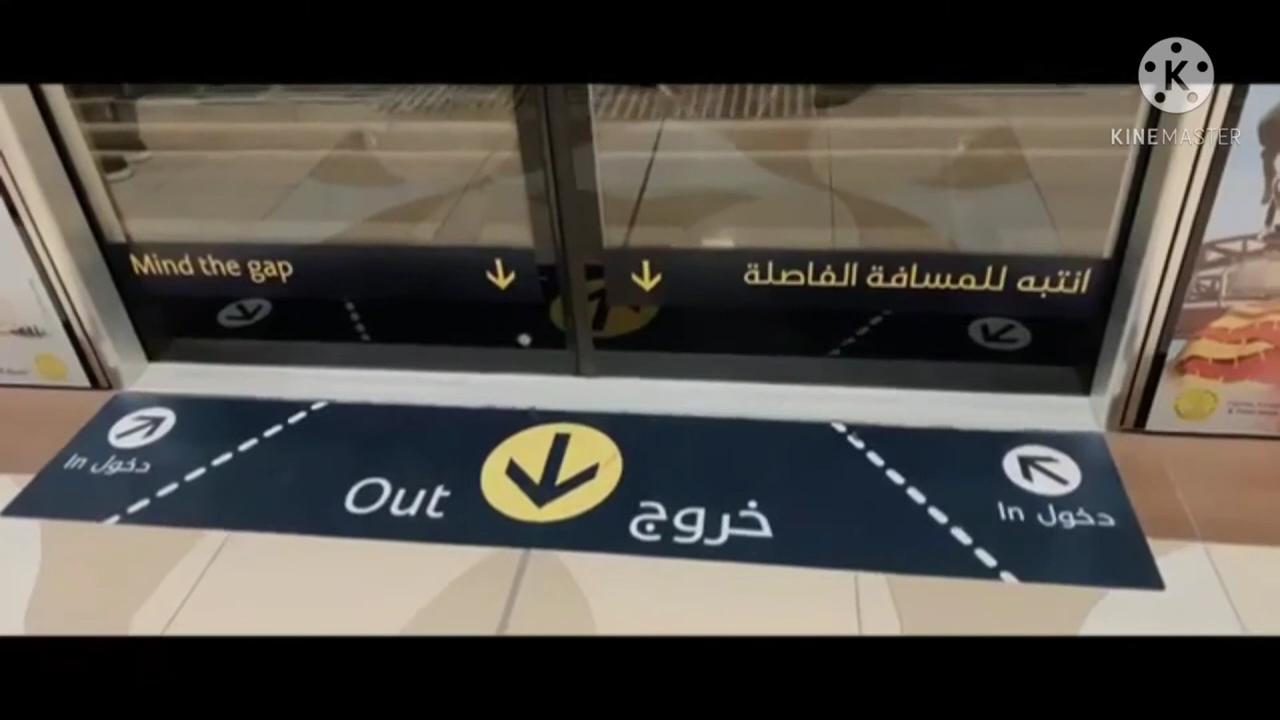 K
KINEMASTER
Mind the gap
انتبه للمسافة الفاصلة
In دخول
Out
خروج
In دخول